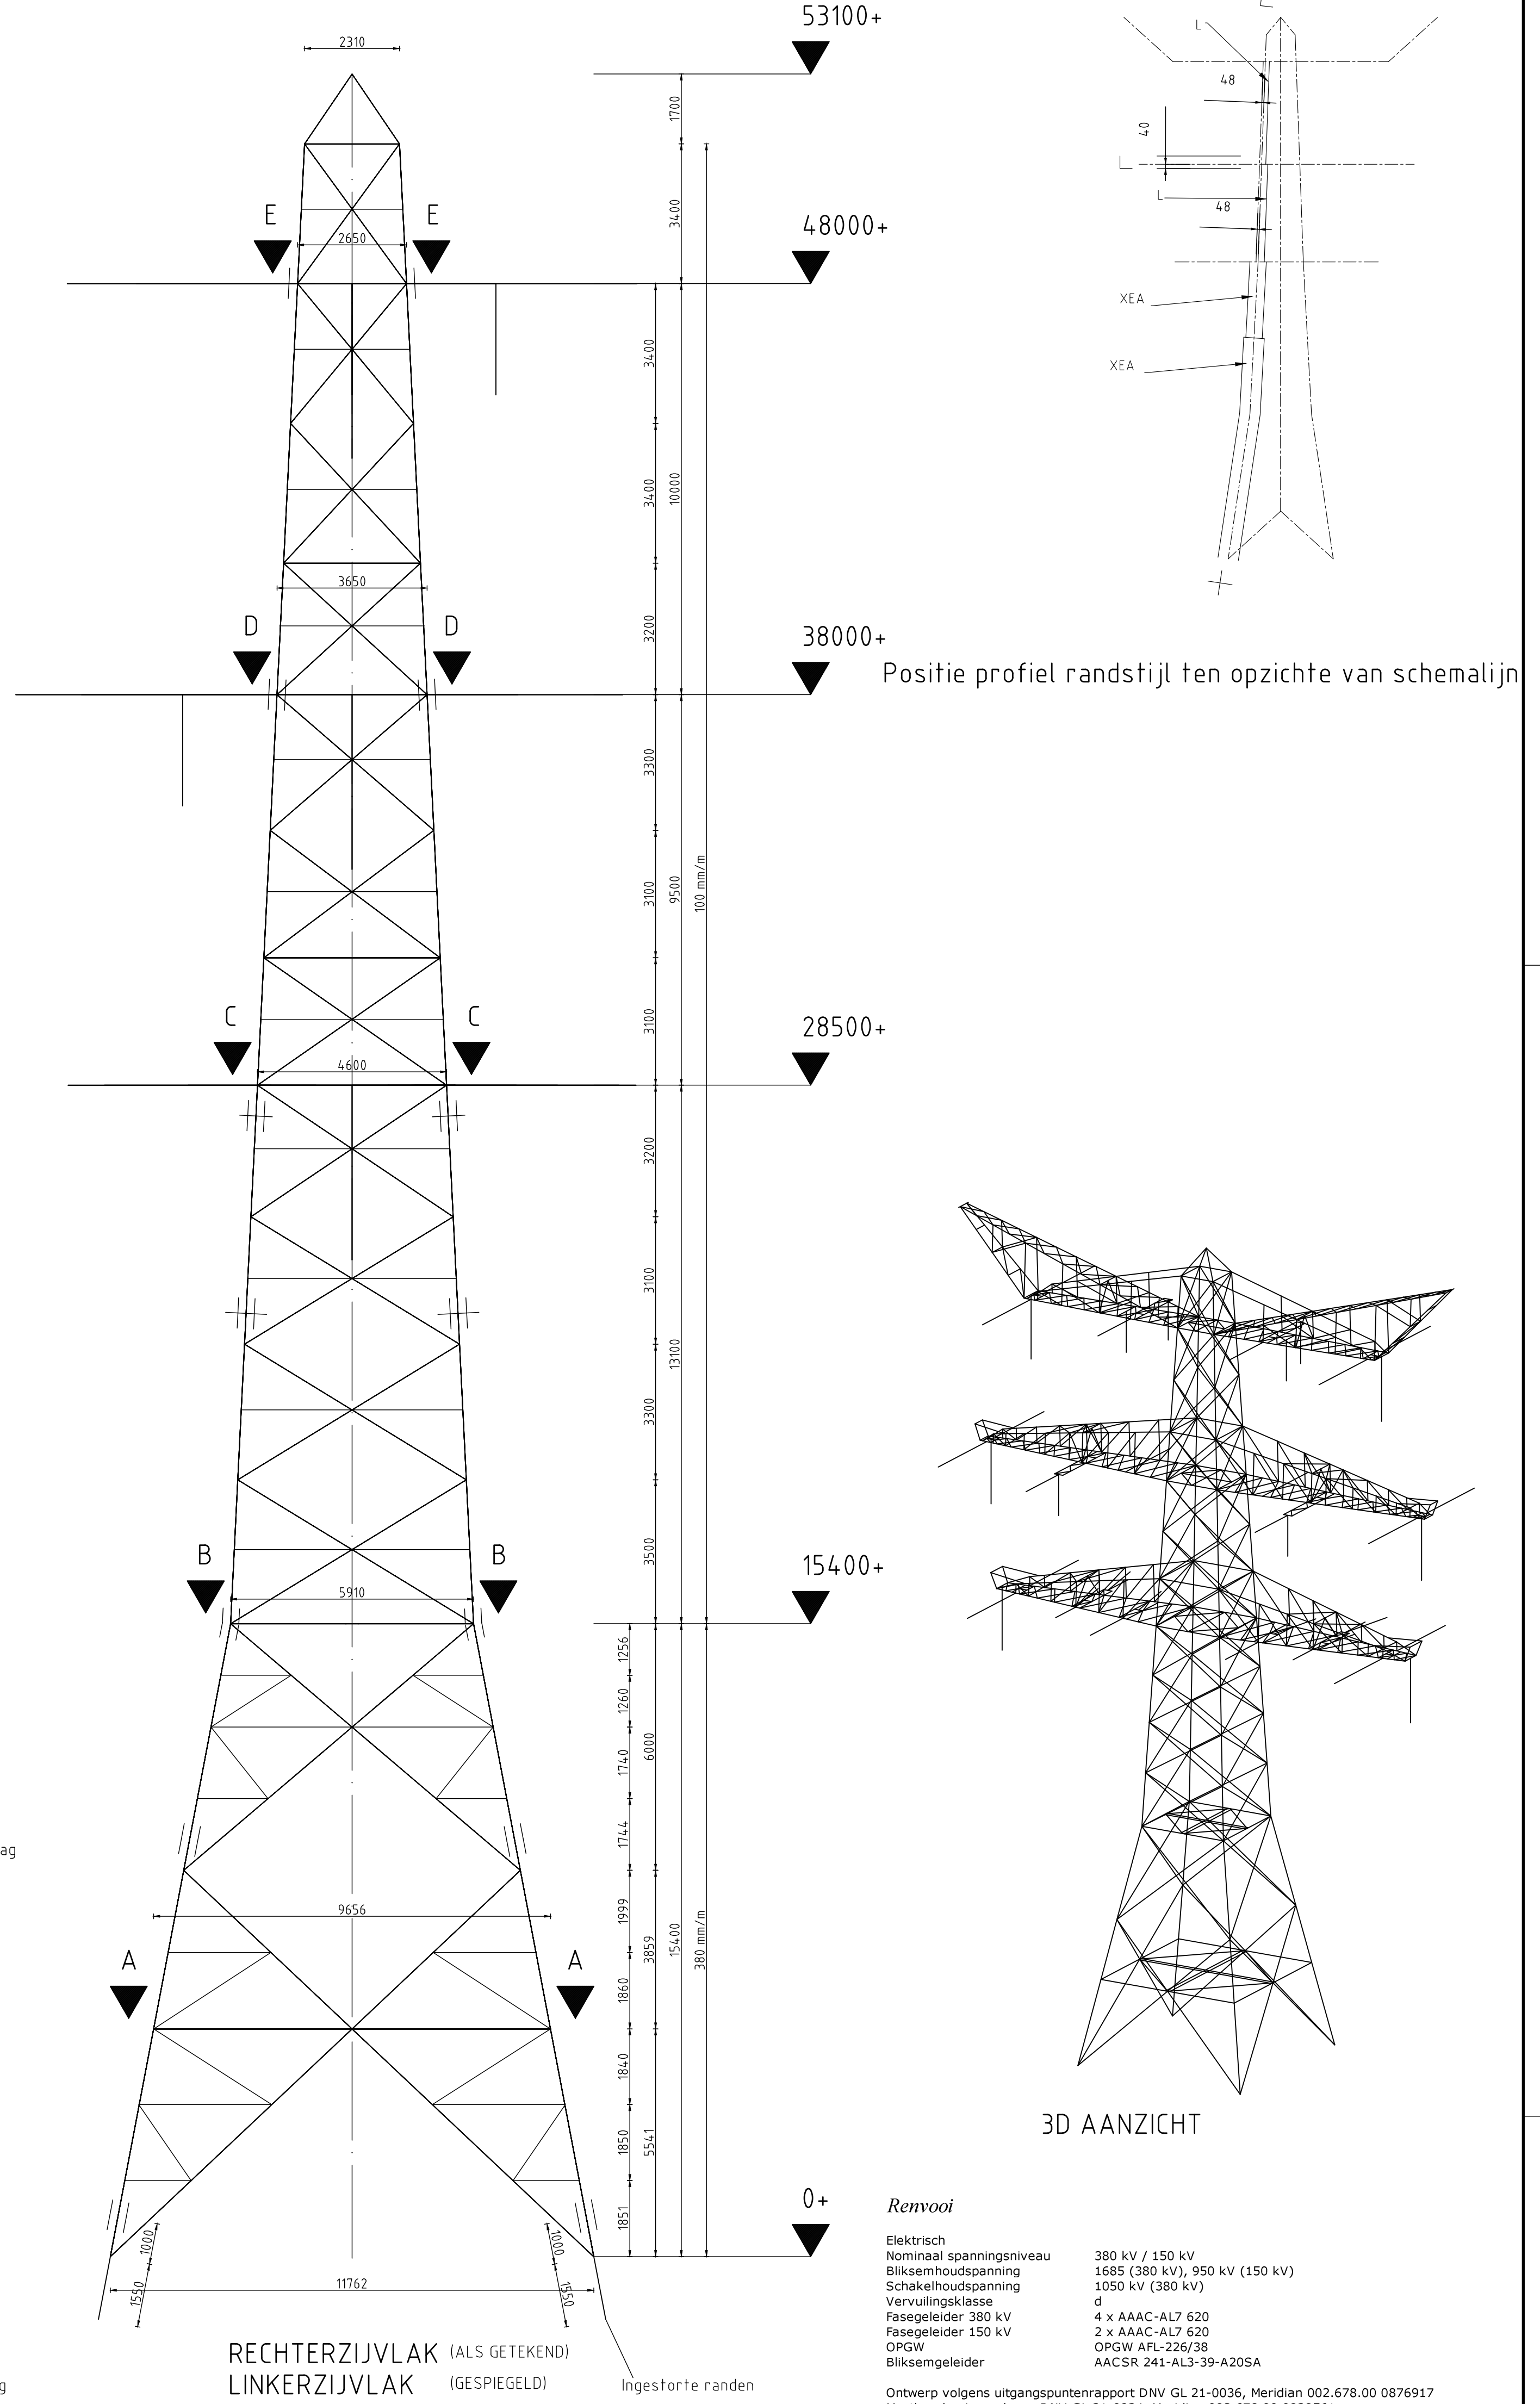 53100+
2310
1700
3400
E
E
2650
48000+
3400
3400
10000
3200
3650
D
D
38000+
3300
3100
9500
100 mm/m
3100
C
C
4600
28500+
3200
3100
13100
3300
3500
B
B
5910
15400+
1256
1260
6000
1740
1744
9656
1999
3859
15400
380 mm/m
A
A
1860
1840
1850
5541
1851
0+
1000
1550
1000
1550
11762
RECHTERZIJVLAK (ALS GETEKEND)
LINKERZIJVLAK (GESPIEGELD)
Ingestorte randen
ag
g
L
48
40
L
48
XEA
XEA
Positie profiel randstijl ten opzichte van schemalijn
3D AANZICHT
Renvooi
Elektrisch
Nominaal spanningsniveau 380 kV / 150 kV
Bliksemhoudspanning 1685 (380 kV), 950 kV (150 kV)
Schakelhoudspanning 1050 kV (380 kV)
Vervuilingsklasse d
Fasegeleider 380 kV 4 x AAAC-AL7 620
Fasegeleider 150 kV 2 x AAAC-AL7 620
OPGW OPGW AFL-226/38
Bliksemgeleider AACSR 241-AL3-39-A20SA
Ontwerp volgens uitgangspuntenrapport DNV GL 21-0036, Meridian 002.678.00 0876917